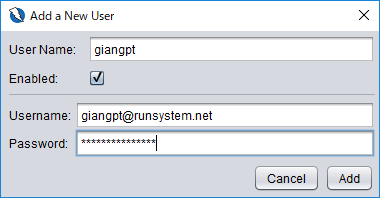 Add a New User
User Name: giangpt
Enabled:
Username: giangpt@runsystem.net
Password: ***************
Cancel Add